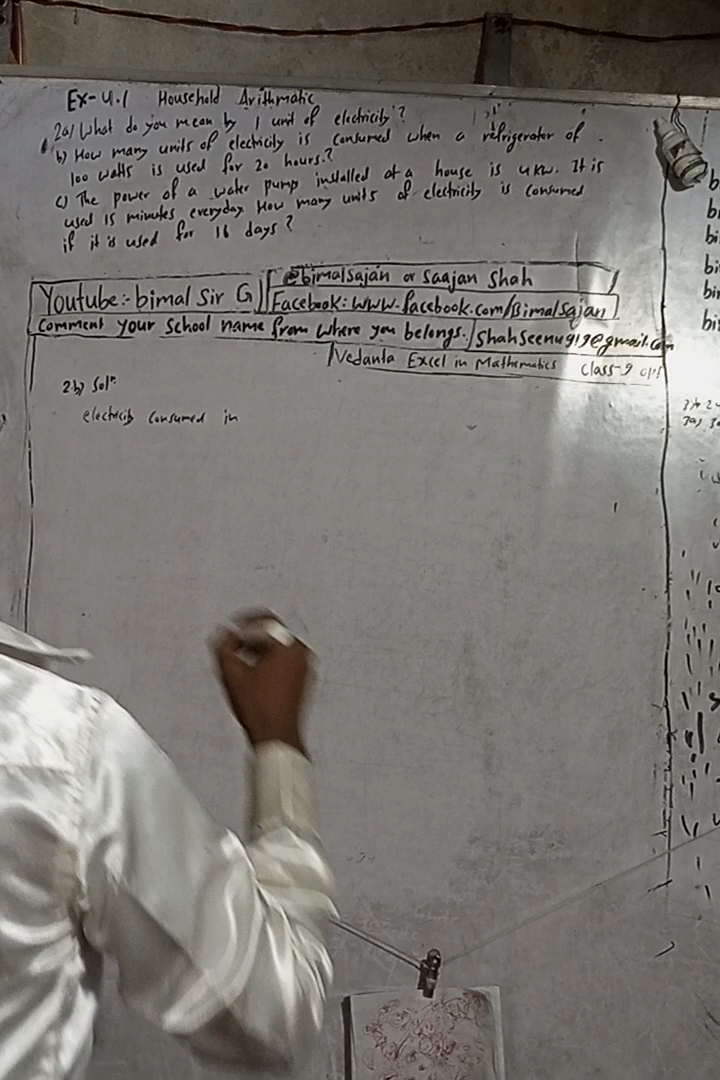 Ex-4.1 Household Arithmatic
2a) What do you mean by 1 unit of electricity?
b) How many units of electricity is consumed when a refrigerator of
100 watts is used for 20 hours?
c) The power of a water pump installed at a house is 4 kw. It is
used 15 minutes everyday. How many units of electricity is consumed
if it is used for 16 days?
@bimalsajan or Saajan Shah
Youtube:- bimal Sir G
Facebook: www.facebook.com/Bimalsajan
Comment your School name from where you belongs.
Shahseenu919@gmail.com
Vedanta Excel in Mathematics Class-9 opt
2.b) Solⁿ
electricity consumed in